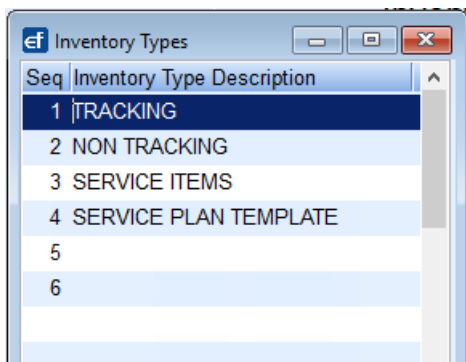 ef Inventory Types
Seq Inventory Type Description
1 TRACKING
2 NON TRACKING
3 SERVICE ITEMS
4 SERVICE PLAN TEMPLATE
5
6